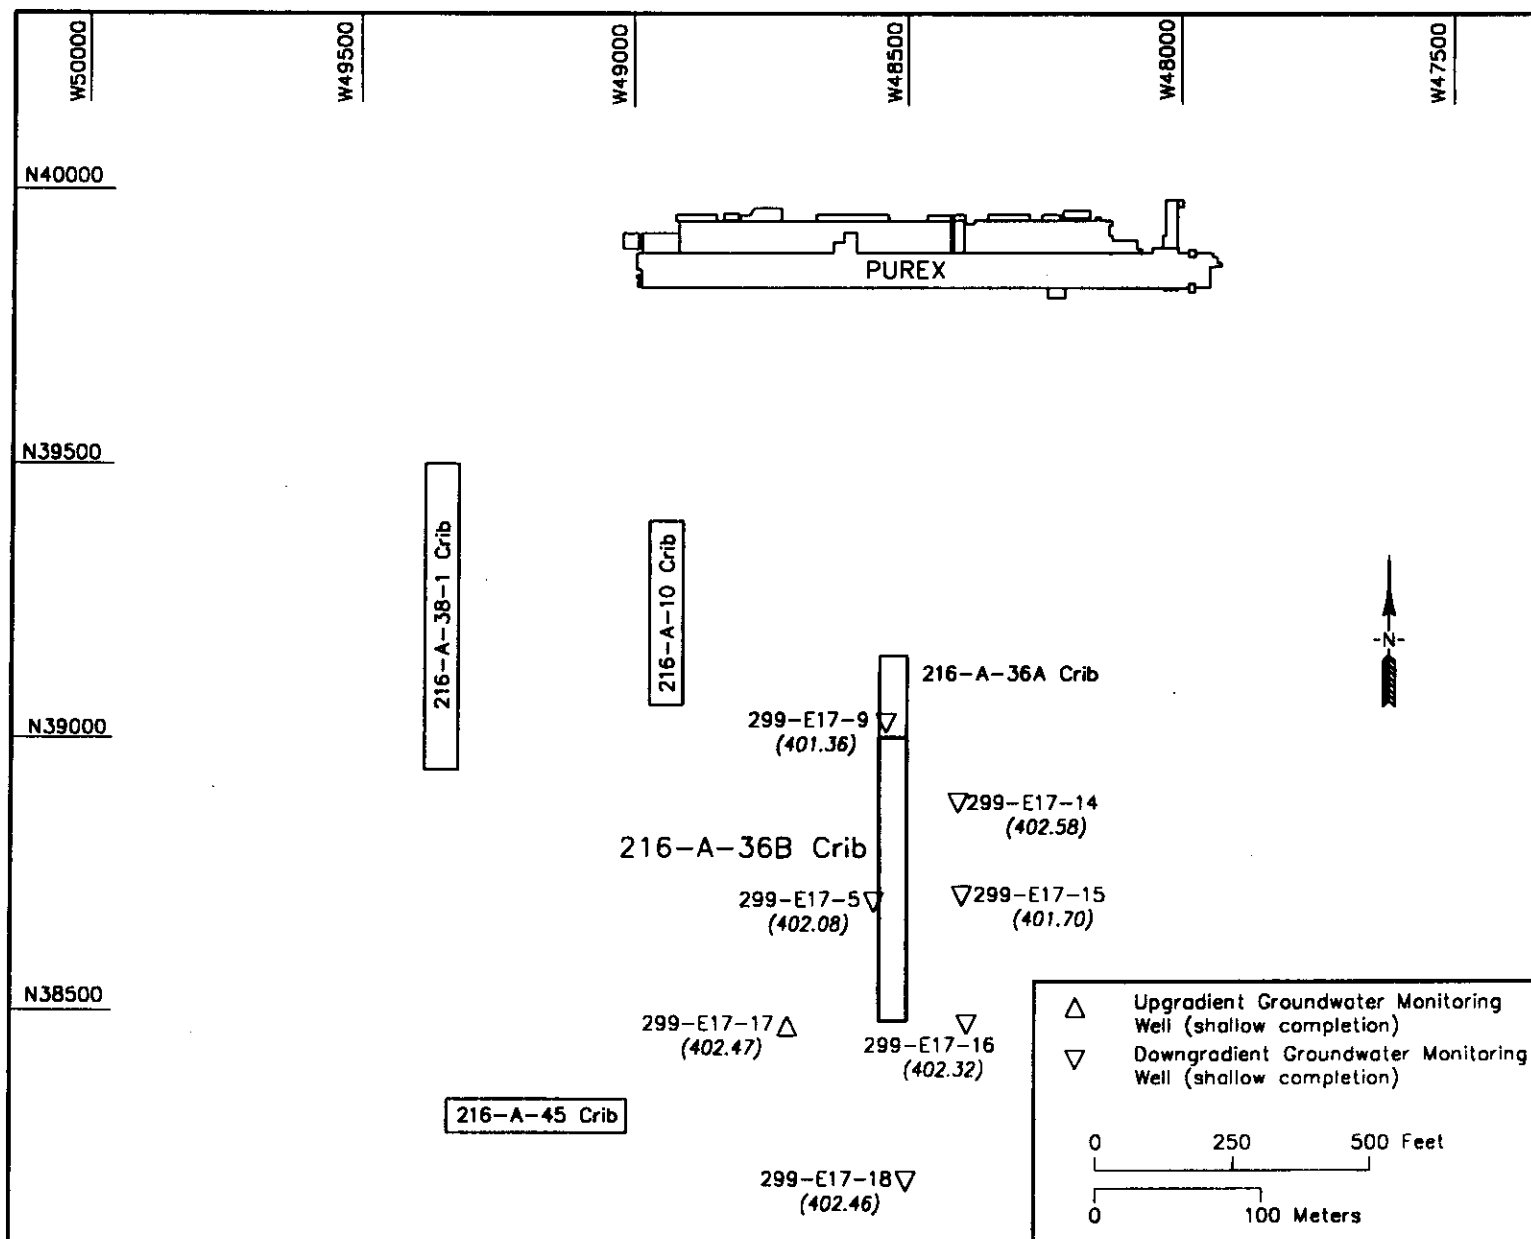 W50000
W49500
W49000
W48500
W48000
W47500
N40000
PUREX
N39500
216-A-38-1 Crib
216-A-10 Crib
-N-
216-A-36A Crib
N39000
299-E17-9
(401.36)
299-E17-14
(402.58)
216-A-36B Crib
299-E17-5
(402.08)
299-E17-15
(401.70)
N38500
299-E17-17
(402.47)
299-E17-16
(402.32)
216-A-45 Crib
299-E17-18
(402.46)
Upgradient Groundwater Monitoring
Well (shallow completion)
Downgradient Groundwater Monitoring
Well (shallow completion)
0 250 500 Feet
0 100 Meters